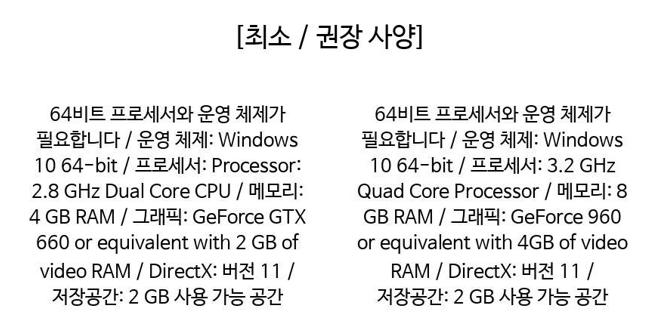 [최소 / 권장 사양]
64비트 프로세서와 운영 체제가
필요합니다 / 운영 체제: Windows
10 64-bit / 프로세서: Processor:
2.8 GHz Dual Core CPU / 메모리:
4 GB RAM / 그래픽: GeForce GTX
660 or equivalent with 2 GB of
video RAM / DirectX: 버전 11 /
저장공간: 2 GB 사용 가능 공간
64비트 프로세서와 운영 체제가
필요합니다 / 운영 체제: Windows
10 64-bit / 프로세서: 3.2 GHz
Quad Core Processor / 메모리: 8
GB RAM / 그래픽: GeForce 960
or equivalent with 4GB of video
RAM / DirectX: 버전 11 /
저장공간: 2 GB 사용 가능 공간